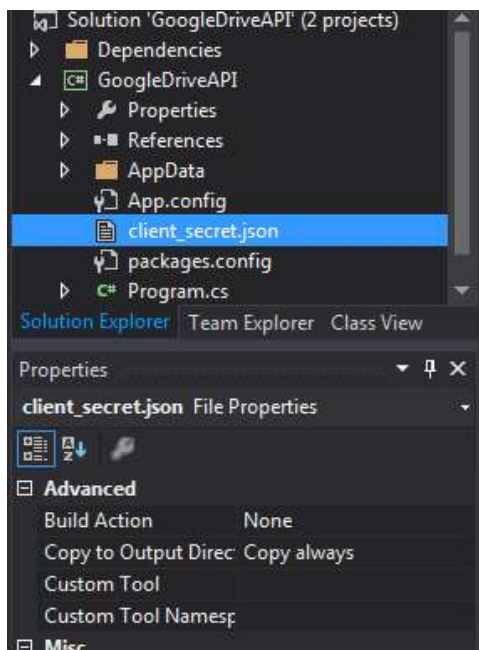 Solution 'GoogleDriveAPI' (2 projects)
Dependencies
C# GoogleDriveAPI
Properties
References
AppData
App.config
client_secret.json
packages.config
C# Program.cs
Solution Explorer Team Explorer Class View
Properties
client_secret.json File Properties
Advanced
Build Action None
Copy to Output Direc Copy always
Custom Tool
Custom Tool Namesp
Misc